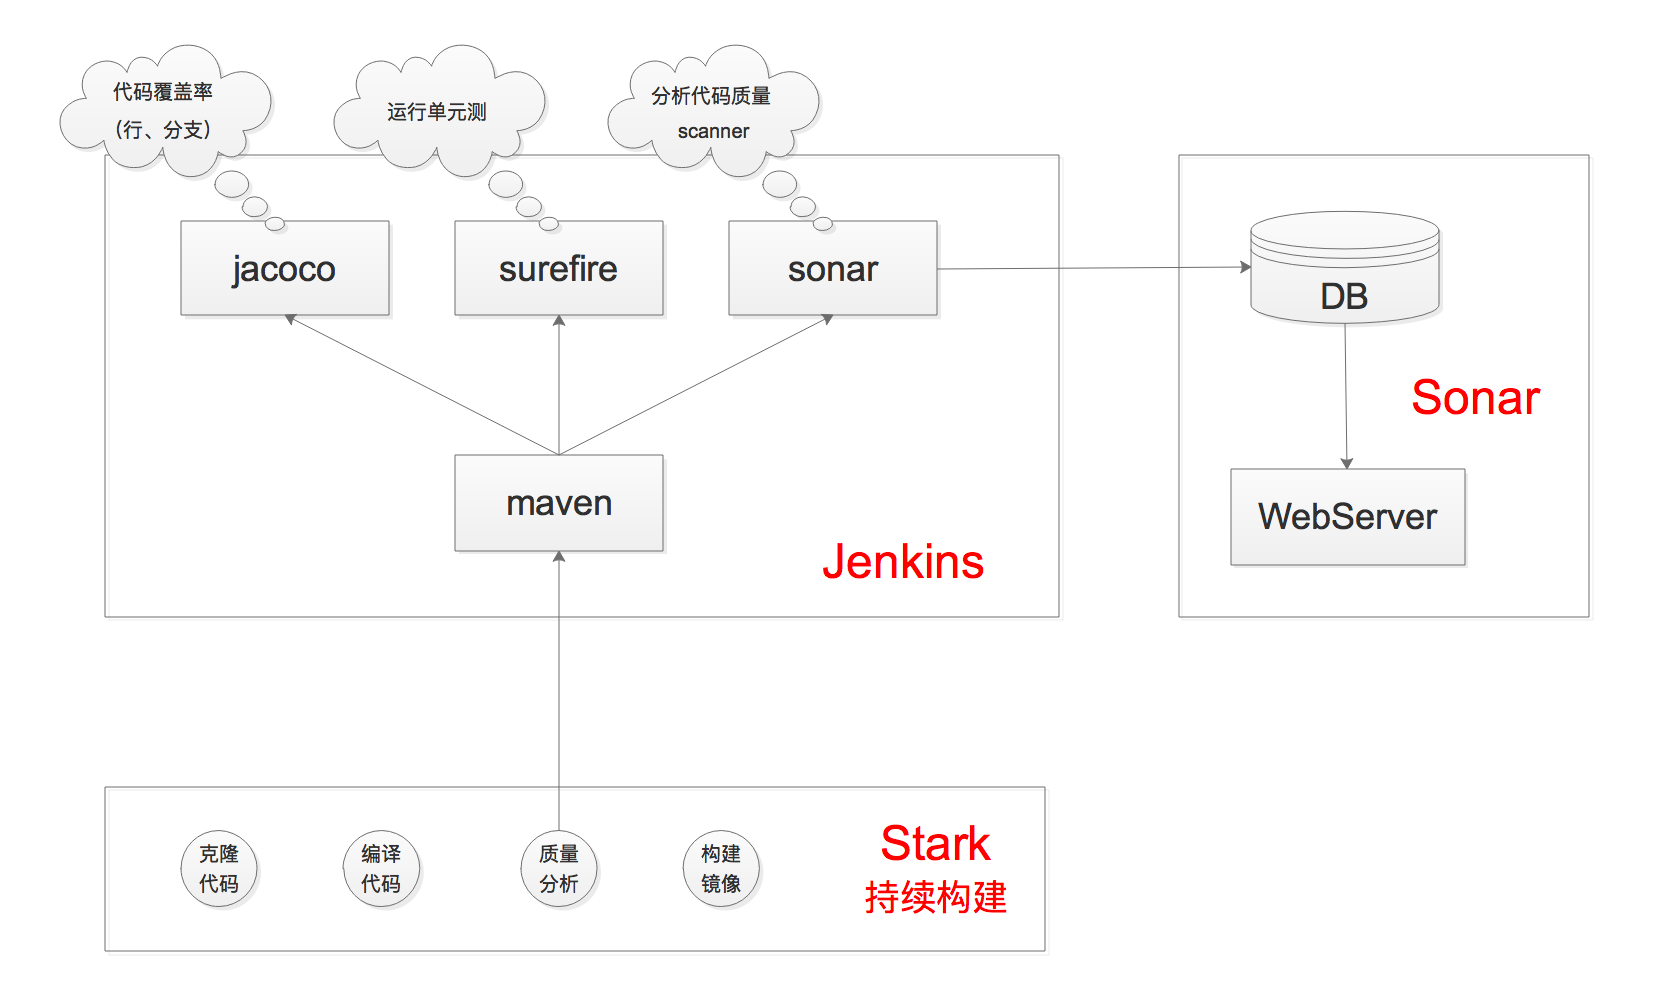 代码覆盖率
（行、分支）
运行单元测
分析代码质量
scanner
jacoco
surefire
sonar
DB
Sonar
maven
WebServer
Jenkins
克隆
代码
编译
代码
质量
分析
构建
镜像
Stark
持续构建